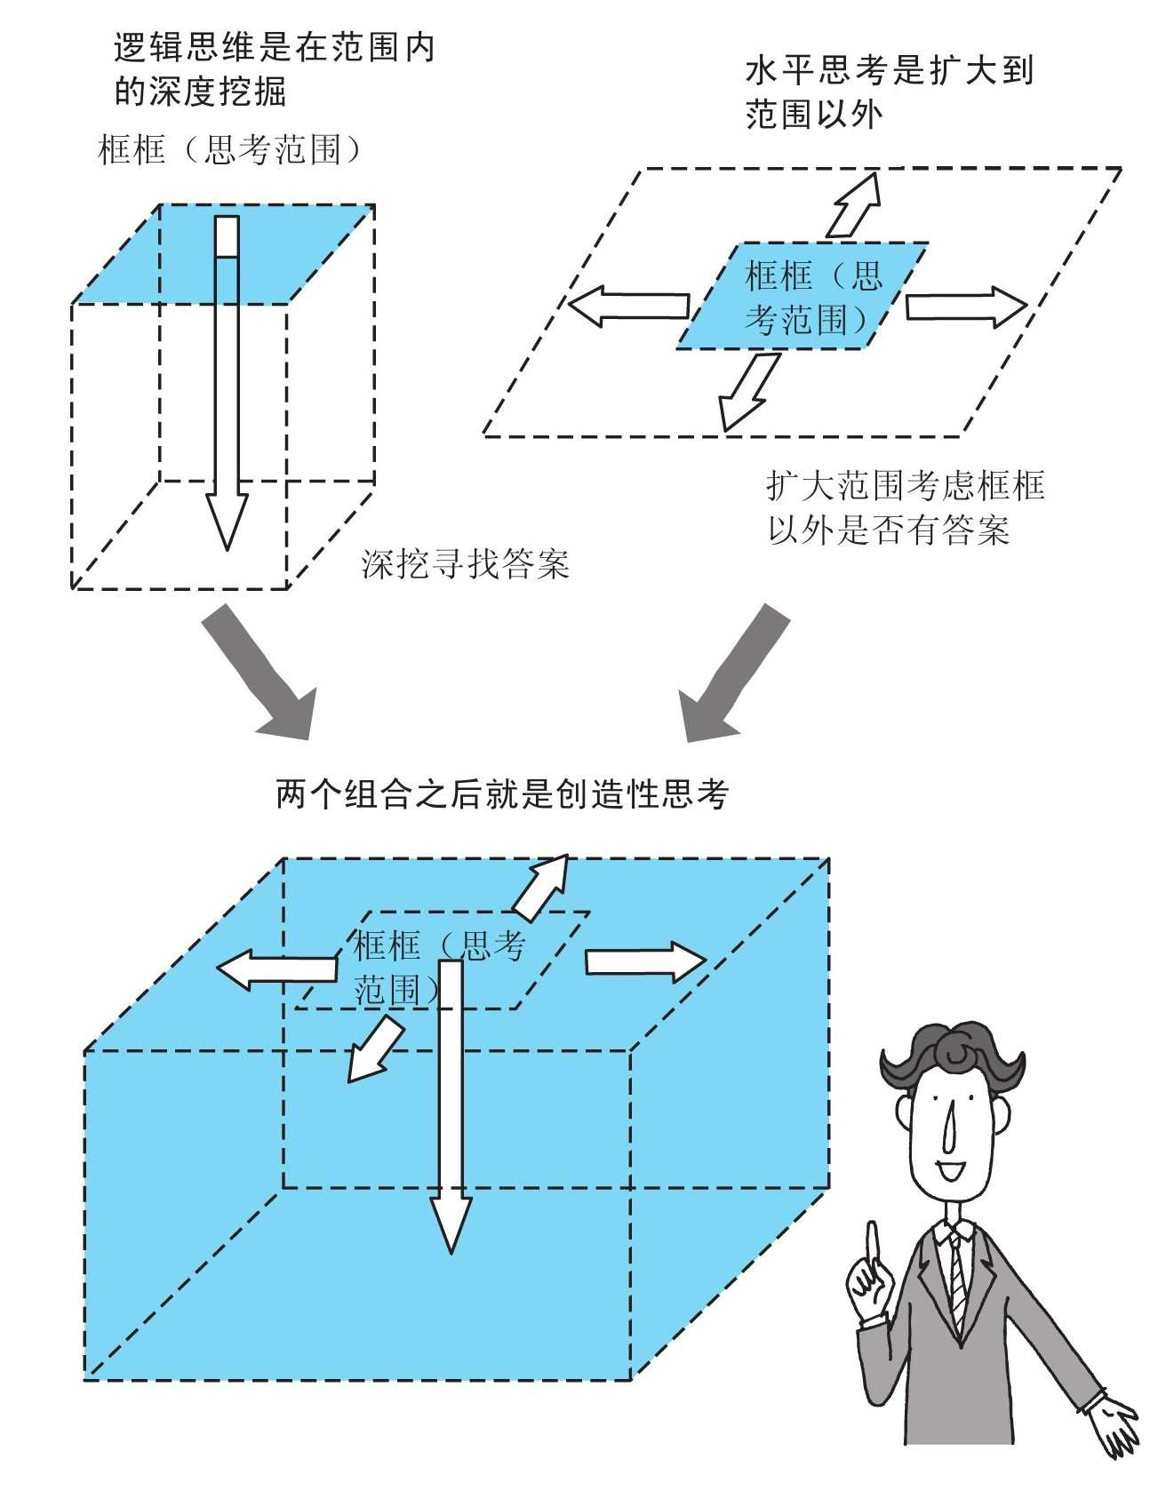 逻辑思维是在范围内
的深度挖掘
框框（思考范围）
深挖寻找答案
水平思考是扩大到
范围以外
框框（思
考范围）
扩大范围考虑框框
以外是否有答案
两个组合之后就是创造性思考
框框（思考
范围）